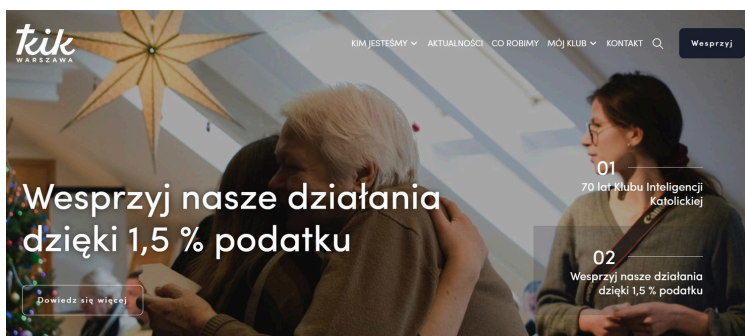 kik
WARSZAWA
KIM JESTEŚMY
AKTUALNOŚCI
CO ROBIMY
MÓJ KLUB
KONTAKT
Wesprzyj
Wesprzyj nasze działania
dzięki 1,5 % podatku
Dowiedz się więcej
01
70 lat Klubu Inteligencji
Katolickiej
02
Wesprzyj nasze działania
dzięki 1,5 % podatku
Canon